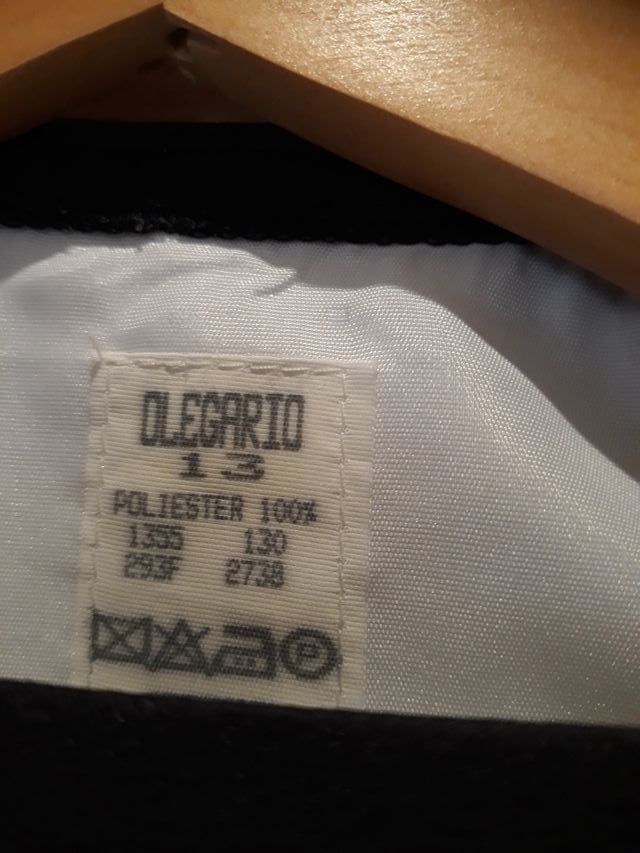 OLEGARIO
13
POLIESTER 100%
1355 130
293F 2738
P